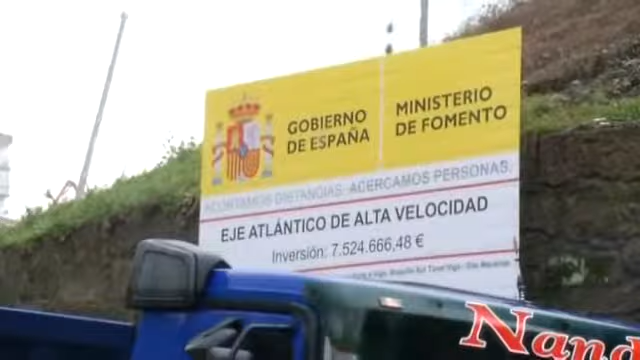 GOBIERNO
DE ESPAÑA
MINISTERIO
DE FOMENTO
ACORTAMOS DISTANCIAS. ACERCAMOS PERSONAS.
EJE ATLÁNTICO DE ALTA VELOCIDAD
Inversión: 7.524.666,48 €
Nand